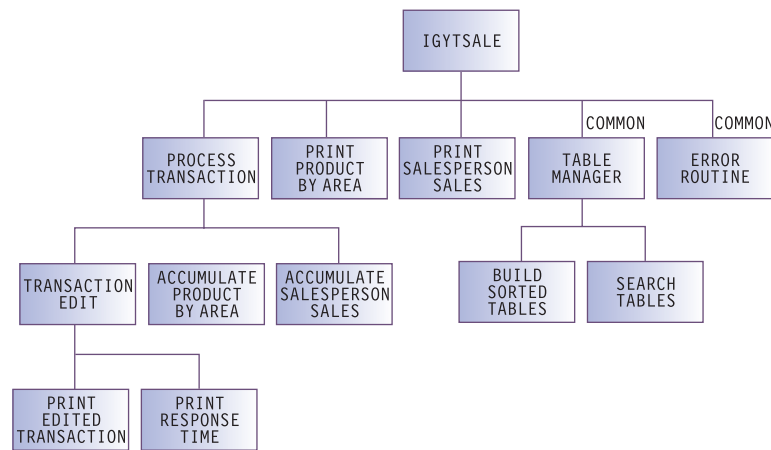 IGYTSALE
COMMON
COMMON
PROCESS
TRANSACTION
PRINT
PRODUCT
BY AREA
PRINT
SALESPERSON
SALES
TABLE
MANAGER
ERROR
ROUTINE
TRANSACTION
EDIT
ACCUMULATE
PRODUCT
BY AREA
ACCUMULATE
SALESPERSON
SALES
BUILD
SORTED
TABLES
SEARCH
TABLES
PRINT
EDITED
TRANSACTION
PRINT
RESPONSE
TIME